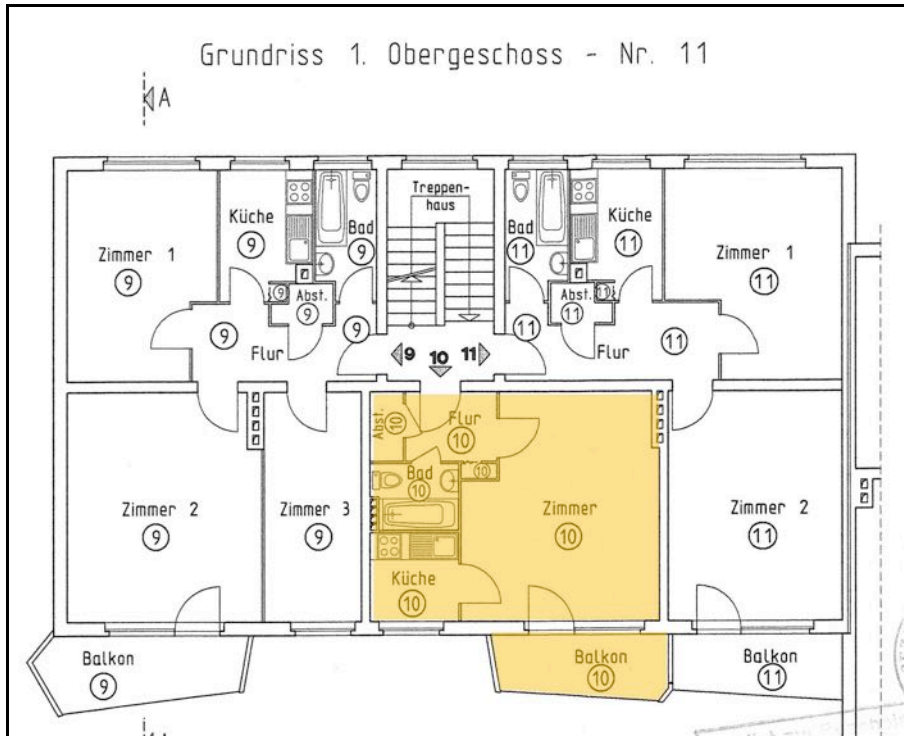 Grundriss 1. Obergeschoss - Nr. 11
A
Treppen-
haus
Küche
9
Bad
9
Bad
11
Küche
11
Zimmer 1
9
Zimmer 1
11
9
Abst.
9
Abst.
11
11
9
9
11
11
Flur
Flur
9
10
11
Abst.
10
Flur
10
Bad
10
10
Zimmer 2
9
Zimmer 3
9
Zimmer
10
Zimmer 2
11
Küche
10
Balkon
9
Balkon
10
Balkon
11